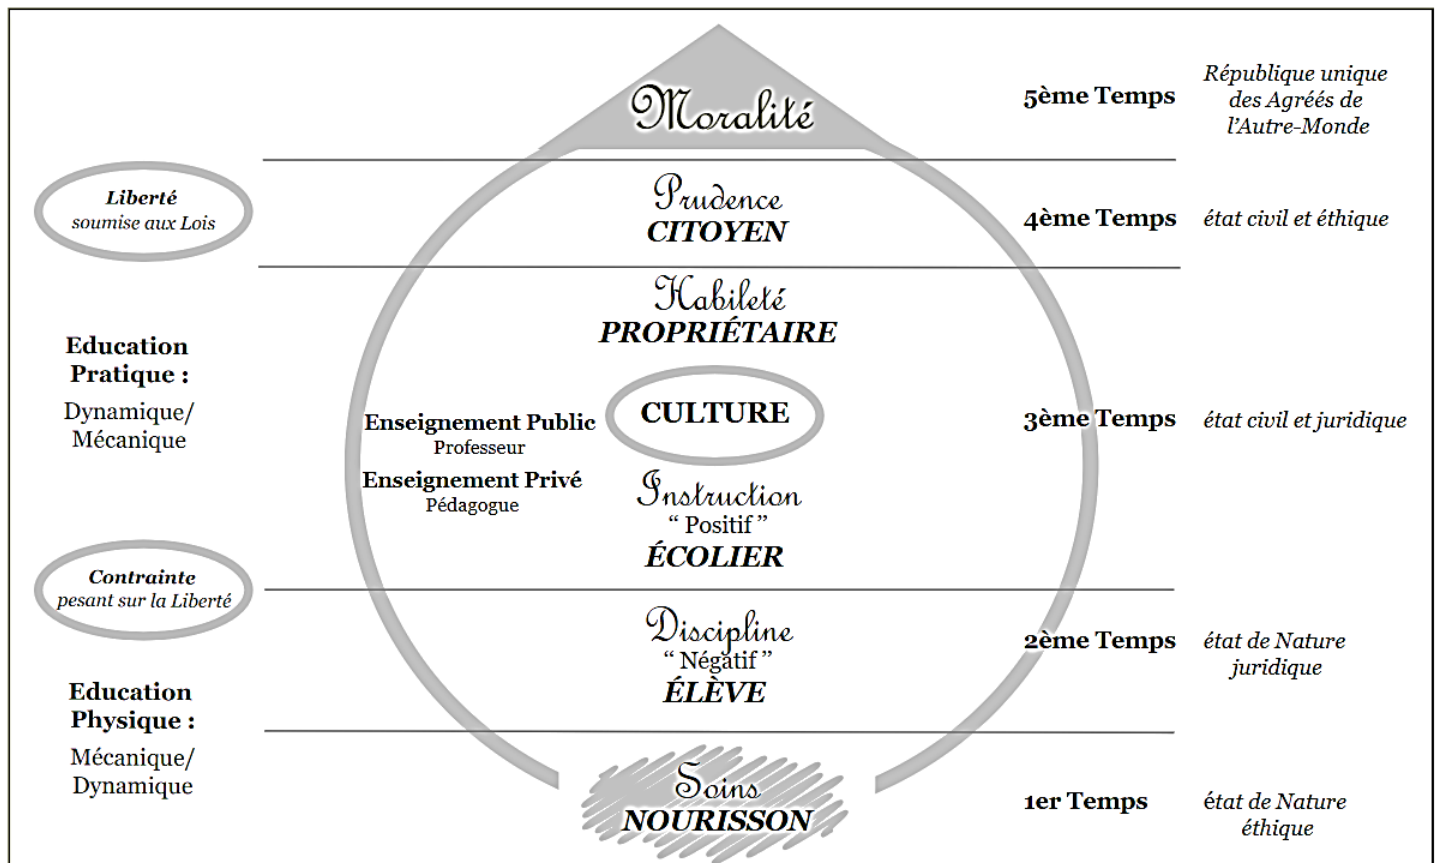 Moralité
5ème Temps
République unique
des Agréés de
l'Autre-Monde
Liberté
soumise aux Lois
Prudence
CITOYEN
4ème Temps
état civil et éthique
Habileté
PROPRIÉTAIRE
Education
Pratique :
Dynamique/
Mécanique
Enseignement Public
Professeur
Enseignement Privé
Pédagogue
CULTURE
3ème Temps
état civil et juridique
Instruction
“ Positif ”
ÉCOLIER
Contrainte
pesant sur la Liberté
Discipline
“ Négatif ”
ÉLÈVE
2ème Temps
état de Nature
juridique
Education
Physique :
Mécanique/
Dynamique
Soins
NOURISSON
1er Temps
état de Nature
éthique